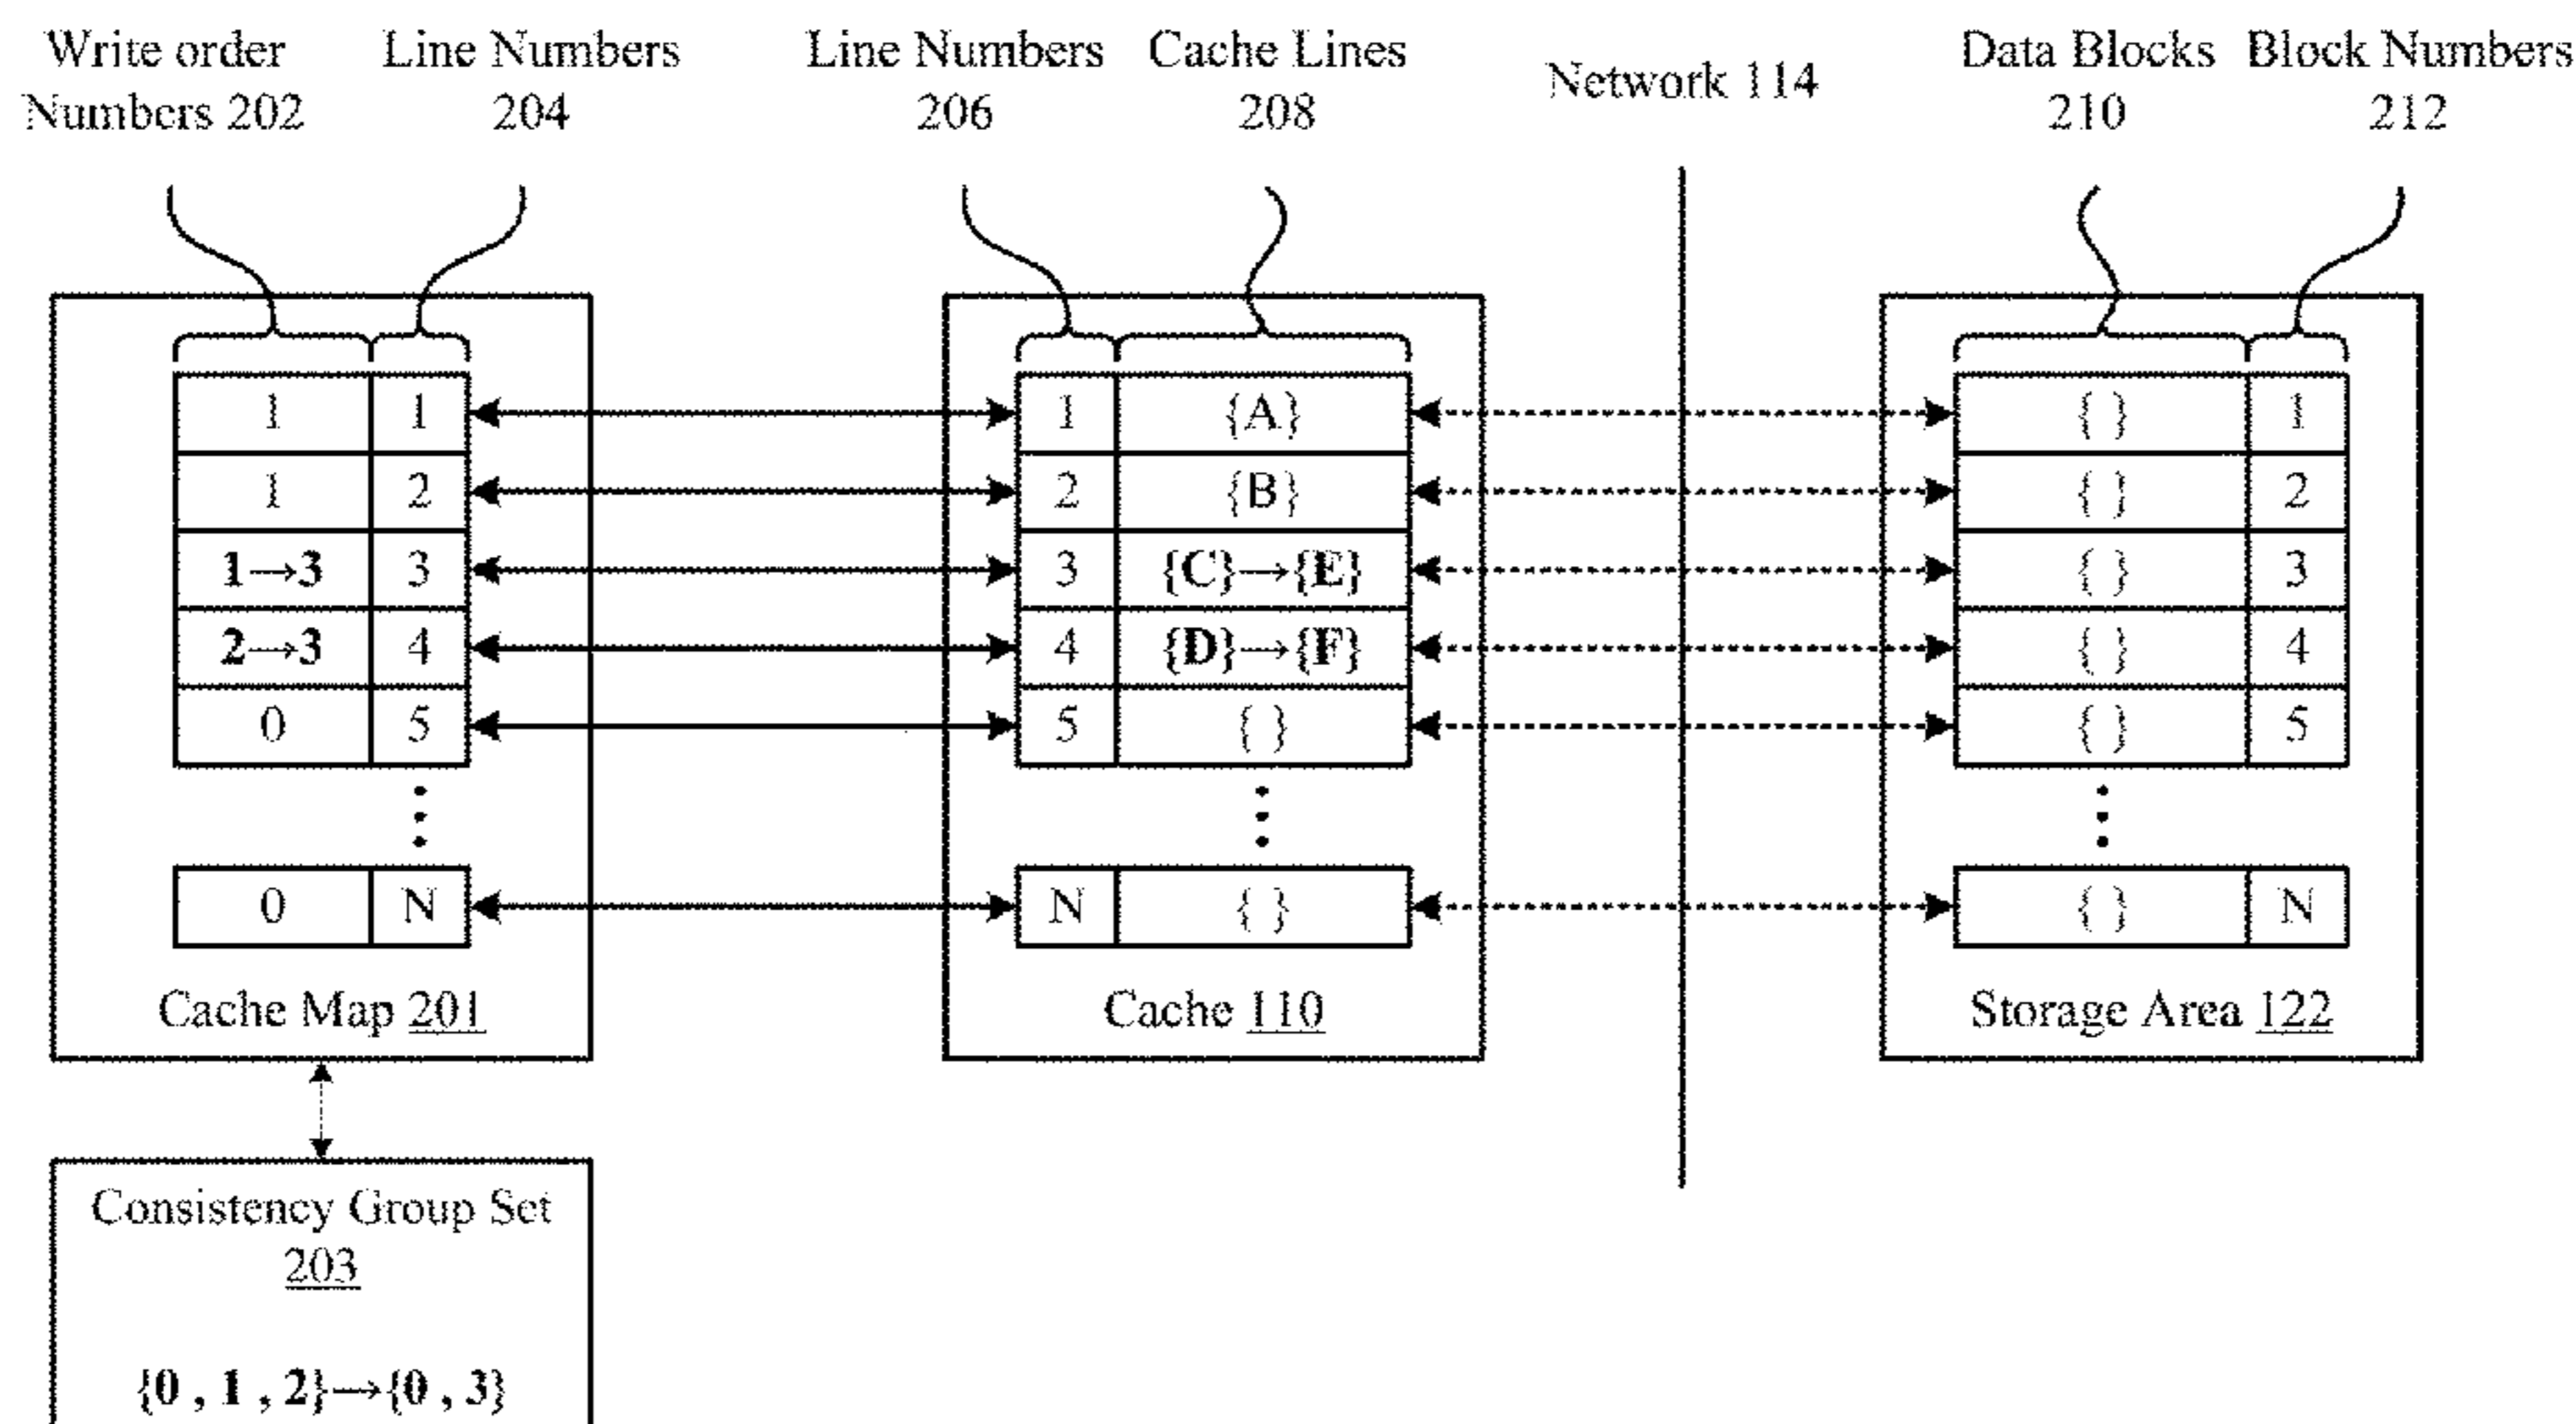 Write order Numbers 202
Line Numbers 204
Line Numbers 206
Cache Lines 208
Network 114
Data Blocks 210
Block Numbers 212
1 1 1 {A} { } 1
1 2 2 {B} { } 2
1→3 3 3 {C}→{E} { } 3
2→3 4 4 {D}→{F} { } 4
0 5 5 { } { } 5
0 N N { } { } N
Cache Map 201
Cache 110
Storage Area 122
Consistency Group Set
203
{0 , 1 , 2}→{0 , 3}